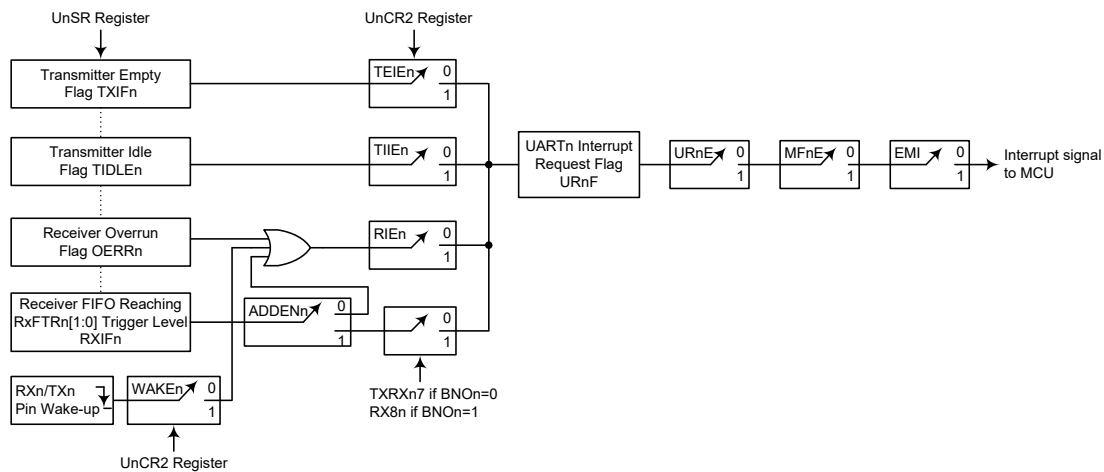 UnSR Register
UnCR2 Register
Transmitter Empty
Flag TXIFn
TEIEn
0
1
Transmitter Idle
Flag TIDLEn
TIIEn
0
1
UARTn Interrupt
Request Flag
URnF
URnE
0
1
MFnE
0
1
EMI
0
1
Interrupt signal
to MCU
Receiver Overrun
Flag OERRn
RIEn
0
1
Receiver FIFO Reaching
RxFTRn[1:0] Trigger Level
RXIFn
ADDENn
0
1
0
1
RXn/TXn
Pin Wake-up
WAKEn
0
1
TXRXn7 if BNOn=0
RX8n if BNOn=1
UnCR2 Register